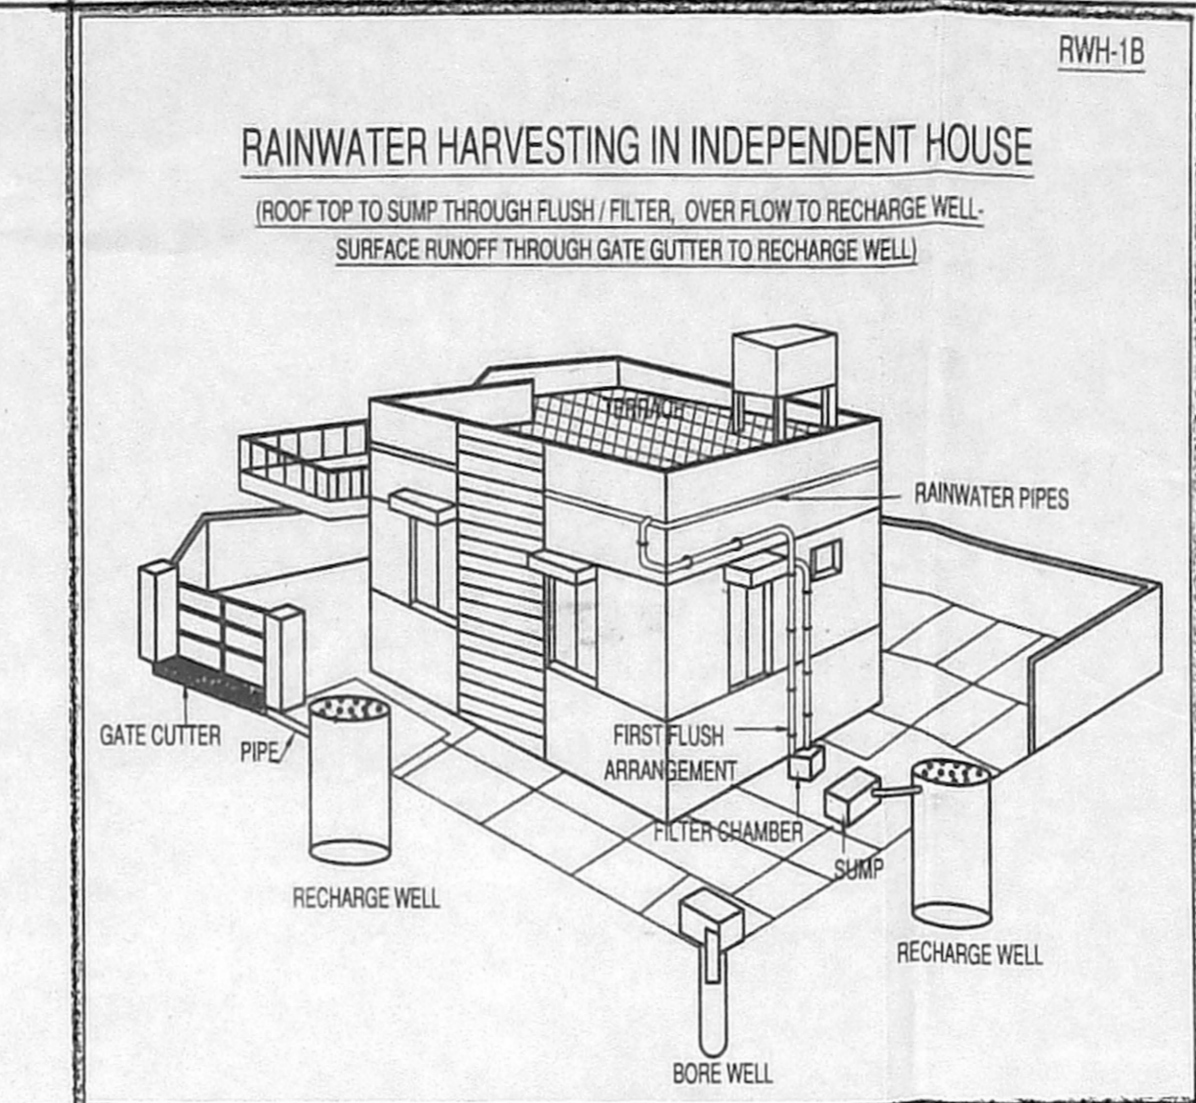 RWH-1B
RAINWATER HARVESTING IN INDEPENDENT HOUSE
(ROOF TOP TO SUMP THROUGH FLUSH / FILTER, OVER FLOW TO RECHARGE WELL-
SURFACE RUNOFF THROUGH GATE GUTTER TO RECHARGE WELL)
TERRACE
RAINWATER PIPES
GATE CUTTER
PIPE
FIRST FLUSH
ARRANGEMENT
FILTER CHAMBER
SUMP
RECHARGE WELL
RECHARGE WELL
BORE WELL